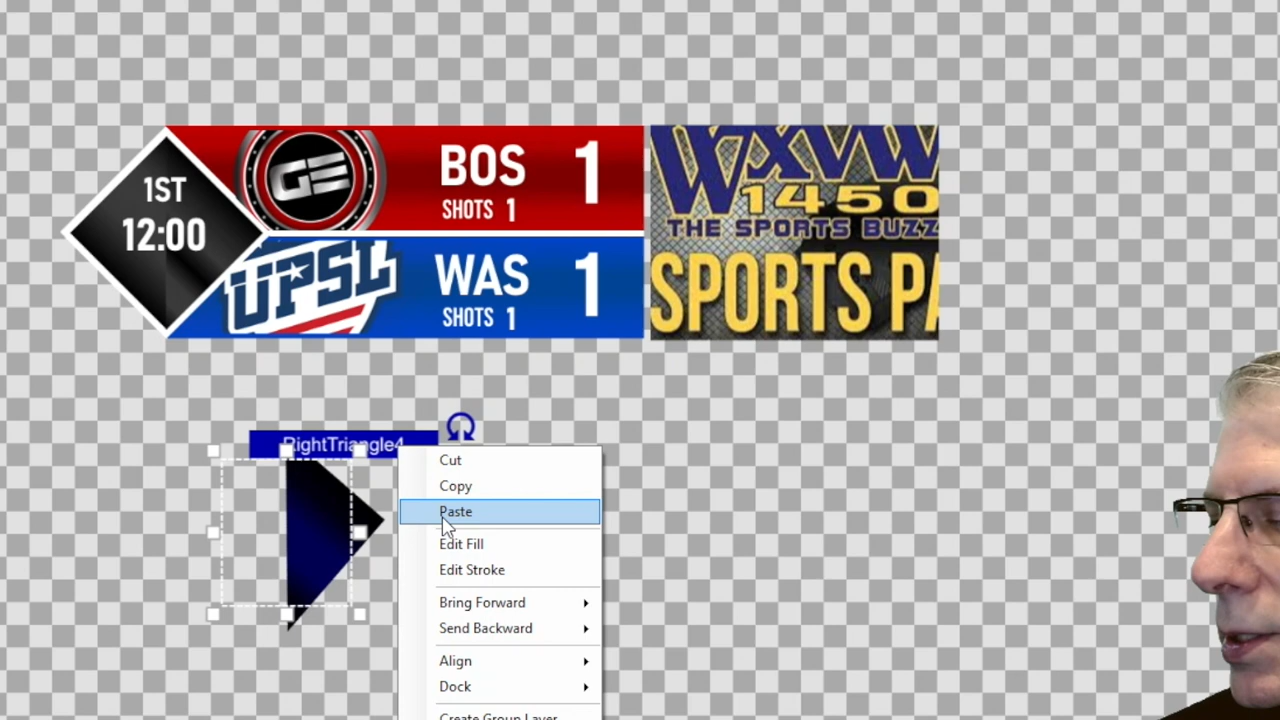 1ST
12:00
GE
BOS
1
SHOTS 1
UPSL
WAS
1
SHOTS 1
WXVW
1450
THE SPORTS BUZZ
SPORTS PA
RightTriangle4
Cut
Copy
Paste
Edit Fill
Edit Stroke
Bring Forward
Send Backward
Align
Dock
Create Group Layer